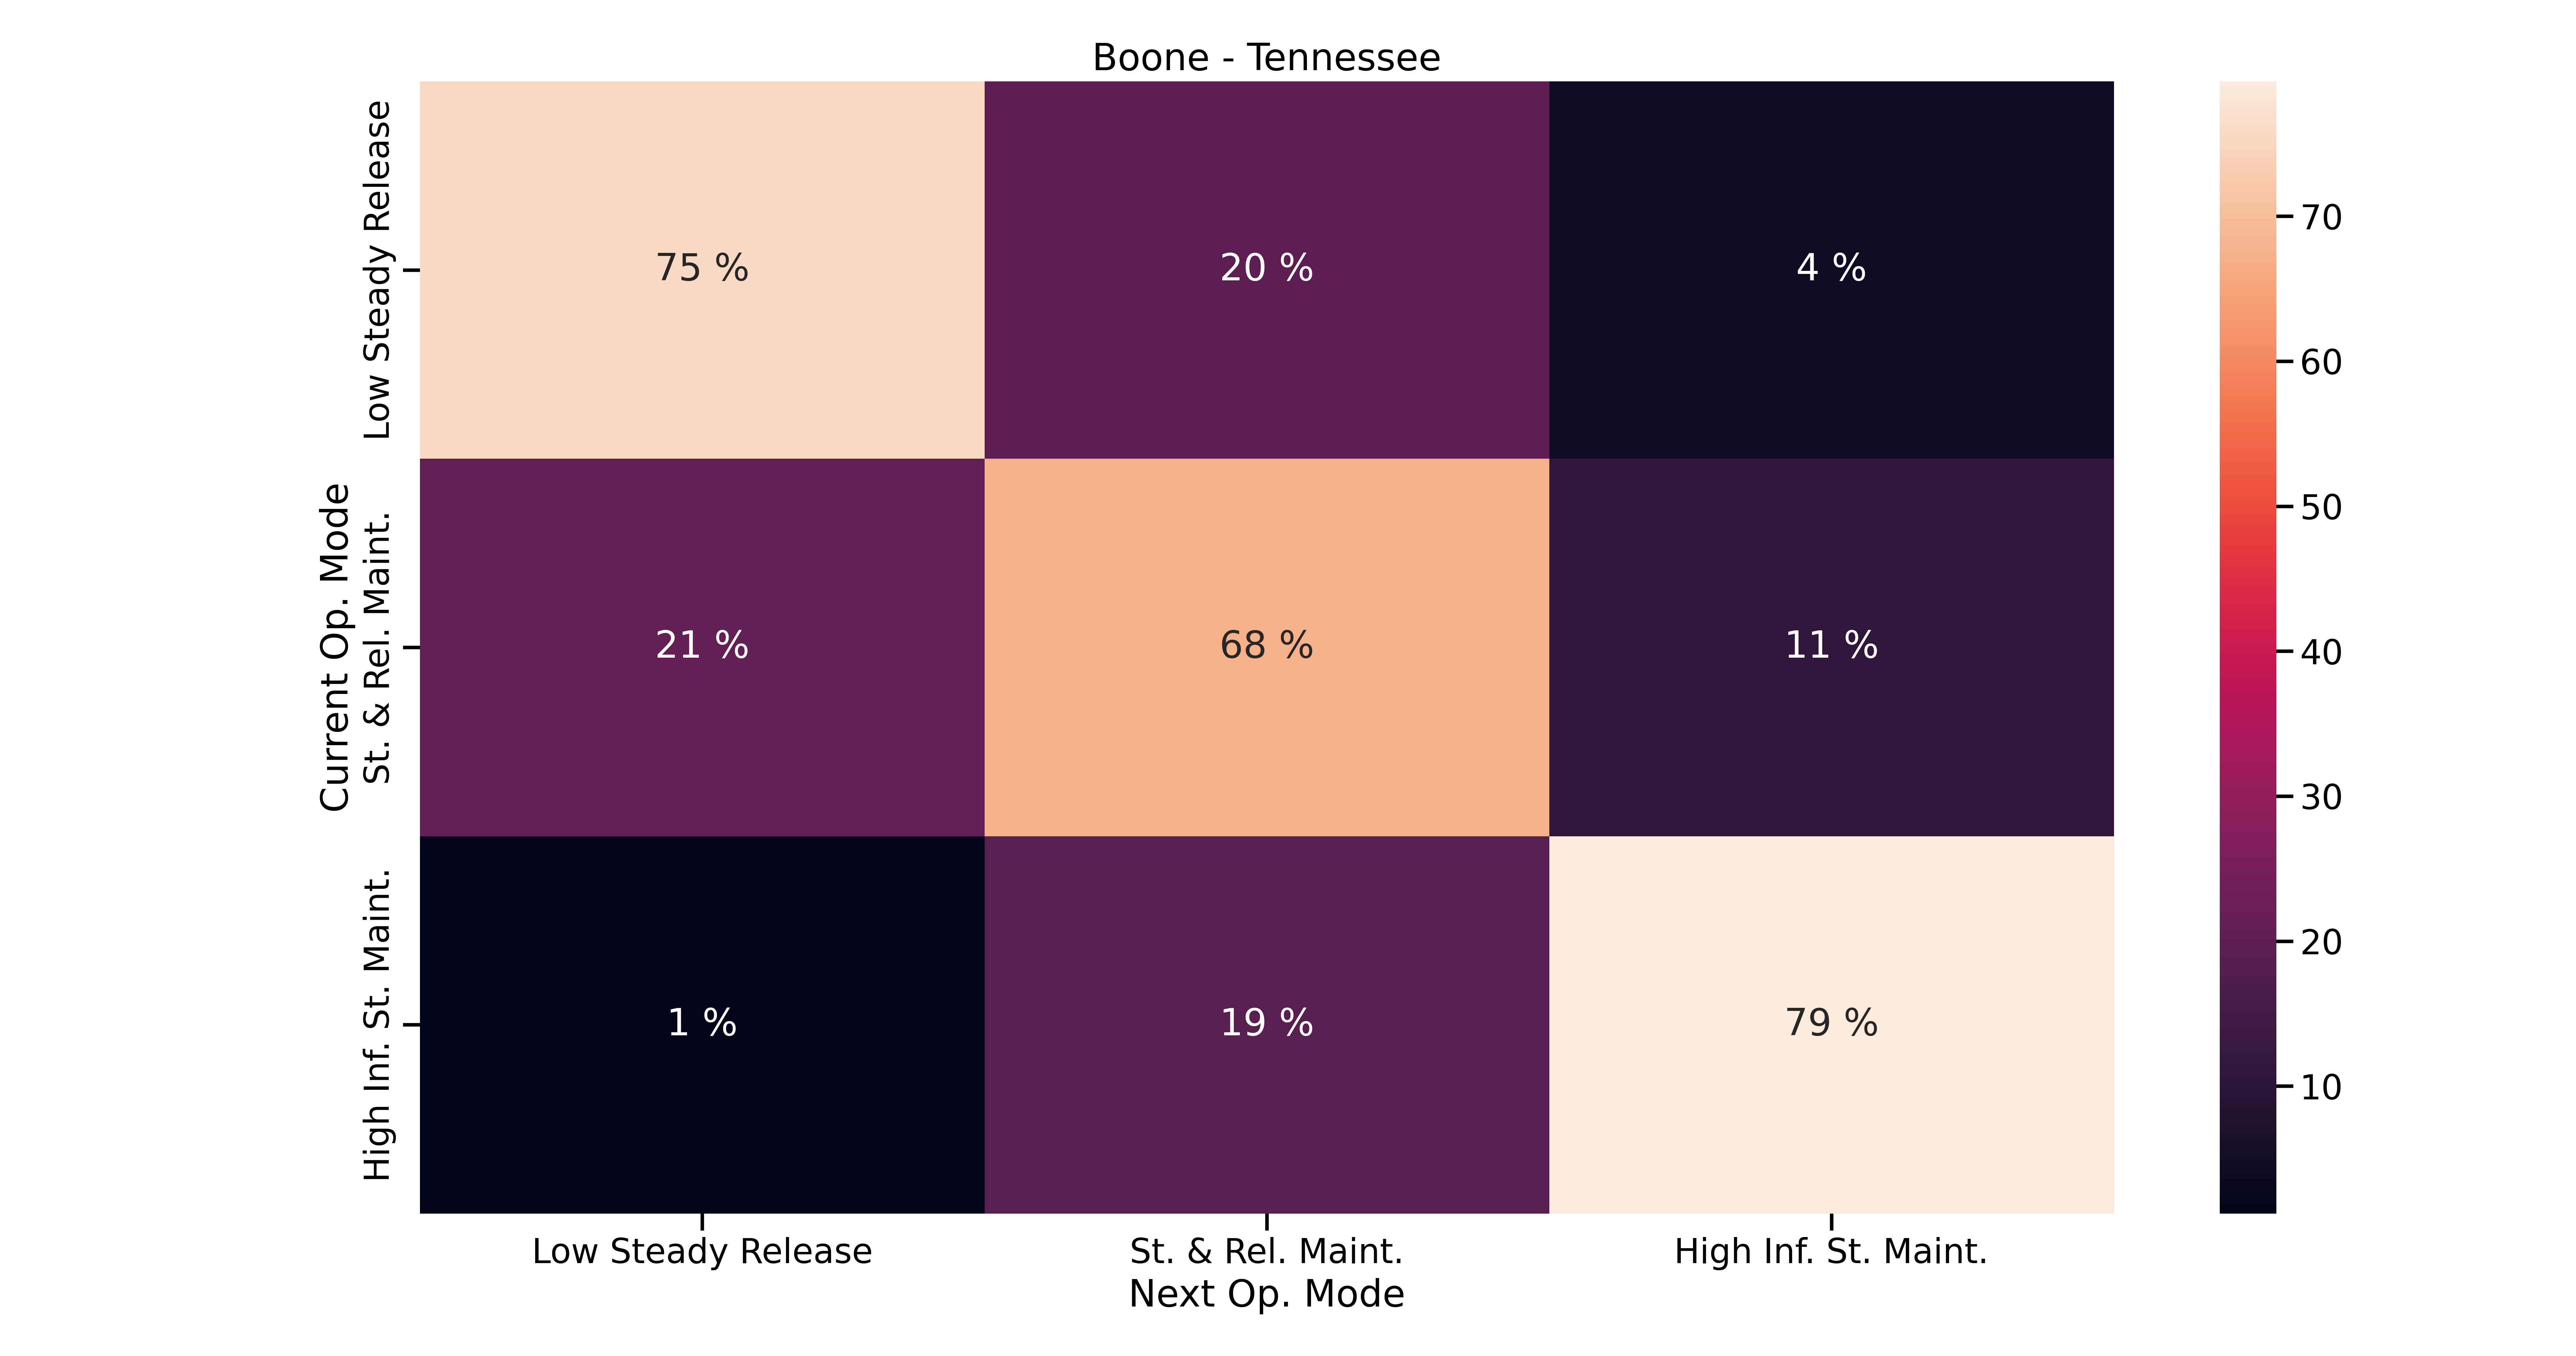 Boone - Tennessee
Current Op. Mode
Low Steady Release
75 %
20 %
4 %
St. & Rel. Maint.
21 %
68 %
11 %
High Inf. St. Maint.
1 %
19 %
79 %
Low Steady Release
St. & Rel. Maint.
High Inf. St. Maint.
Next Op. Mode
70
60
50
40
30
20
10